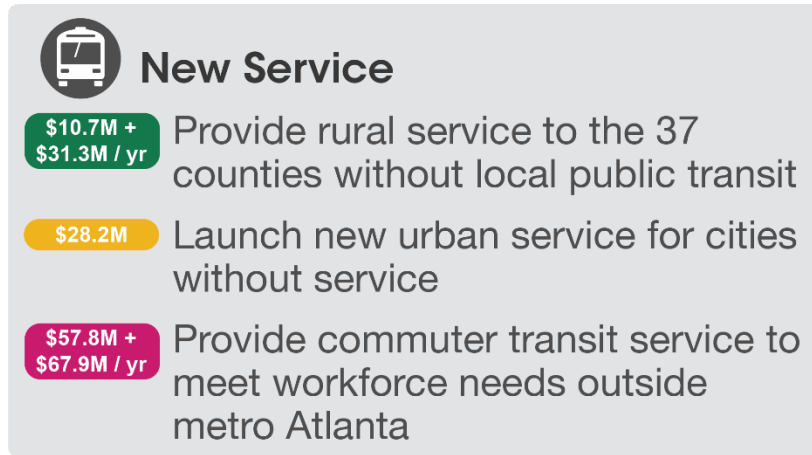 New Service
$10.7M +
$31.3M / yr
Provide rural service to the 37
counties without local public transit
$28.2M
Launch new urban service for cities
without service
$57.8M +
$67.9M / yr
Provide commuter transit service to
meet workforce needs outside
metro Atlanta